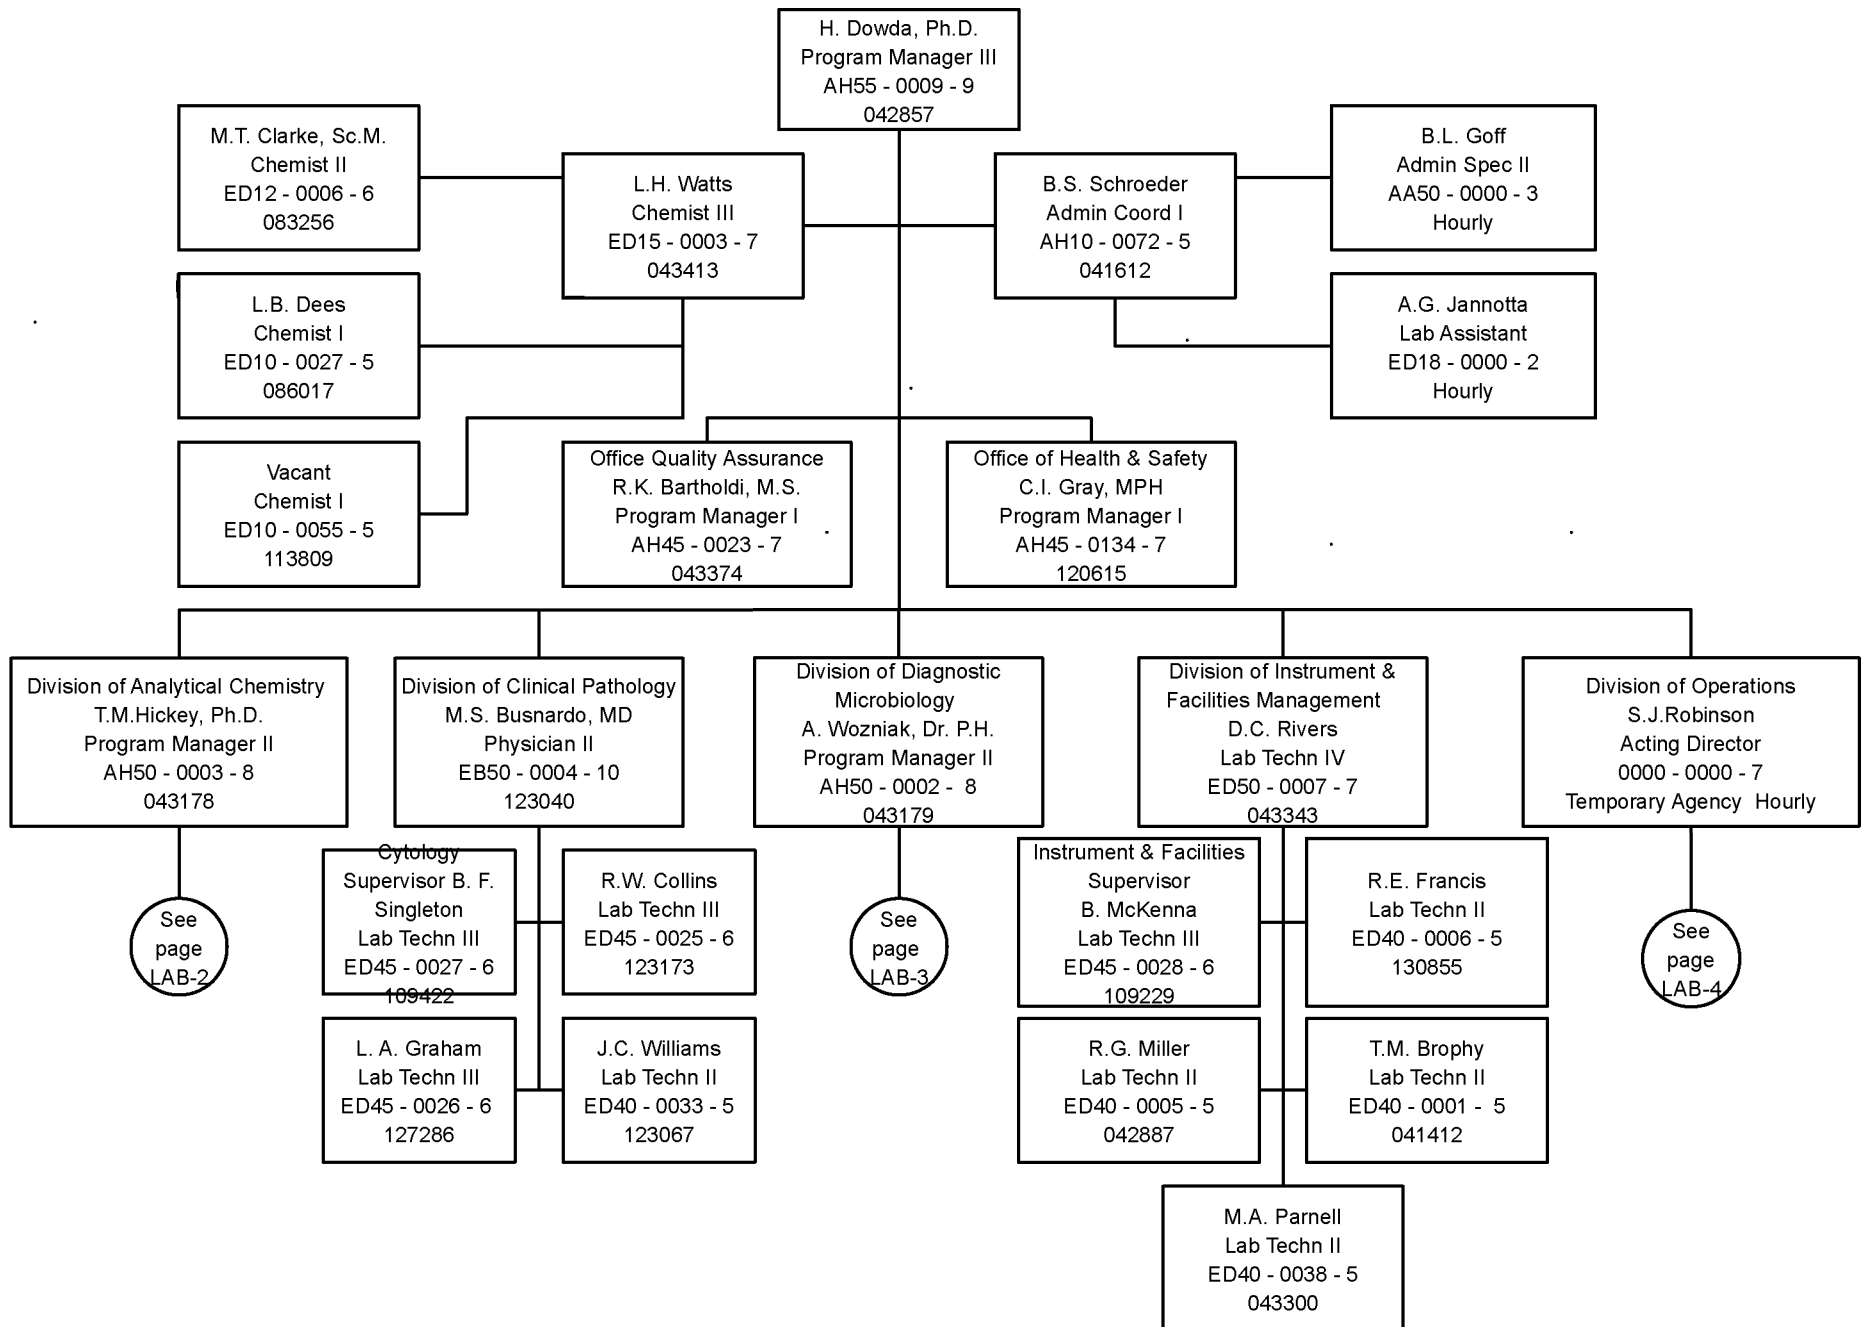 H. Dowda, Ph.D.
Program Manager III
AH55 - 0009 - 9
042857
M.T. Clarke, Sc.M.
Chemist II
ED12 - 0006 - 6
083256
L.H. Watts
Chemist III
ED15 - 0003 - 7
043413
B.S. Schroeder
Admin Coord I
AH10 - 0072 - 5
041612
B.L. Goff
Admin Spec II
AA50 - 0000 - 3
Hourly
L.B. Dees
Chemist I
ED10 - 0027 - 5
086017
A.G. Jannotta
Lab Assistant
ED18 - 0000 - 2
Hourly
Vacant
Chemist I
ED10 - 0055 - 5
113809
Office Quality Assurance
R.K. Bartholdi, M.S.
Program Manager I
AH45 - 0023 - 7
043374
Office of Health & Safety
C.I. Gray, MPH
Program Manager I
AH45 - 0134 - 7
120615
Division of Analytical Chemistry
T.M.Hickey, Ph.D.
Program Manager II
AH50 - 0003 - 8
043178
Division of Clinical Pathology
M.S. Busnardo, MD
Physician II
EB50 - 0004 - 10
123040
Division of Diagnostic
Microbiology
A. Wozniak, Dr. P.H.
Program Manager II
AH50 - 0002 - 8
043179
Division of Instrument &
Facilities Management
D.C. Rivers
Lab Techn IV
ED50 - 0007 - 7
043343
Division of Operations
S.J.Robinson
Acting Director
0000 - 0000 - 7
Temporary Agency Hourly
See
page
LAB-2
Cytology
Supervisor B. F.
Singleton
Lab Techn III
ED45 - 0027 - 6
109422
R.W. Collins
Lab Techn III
ED45 - 0025 - 6
123173
See
page
LAB-3
Instrument & Facilities
Supervisor
B. McKenna
Lab Techn III
ED45 - 0028 - 6
109229
R.E. Francis
Lab Techn II
ED40 - 0006 - 5
130855
See
page
LAB-4
L. A. Graham
Lab Techn III
ED45 - 0026 - 6
127286
J.C. Williams
Lab Techn II
ED40 - 0033 - 5
123067
R.G. Miller
Lab Techn II
ED40 - 0005 - 5
042887
T.M. Brophy
Lab Techn II
ED40 - 0001 - 5
041412
M.A. Parnell
Lab Techn II
ED40 - 0038 - 5
043300